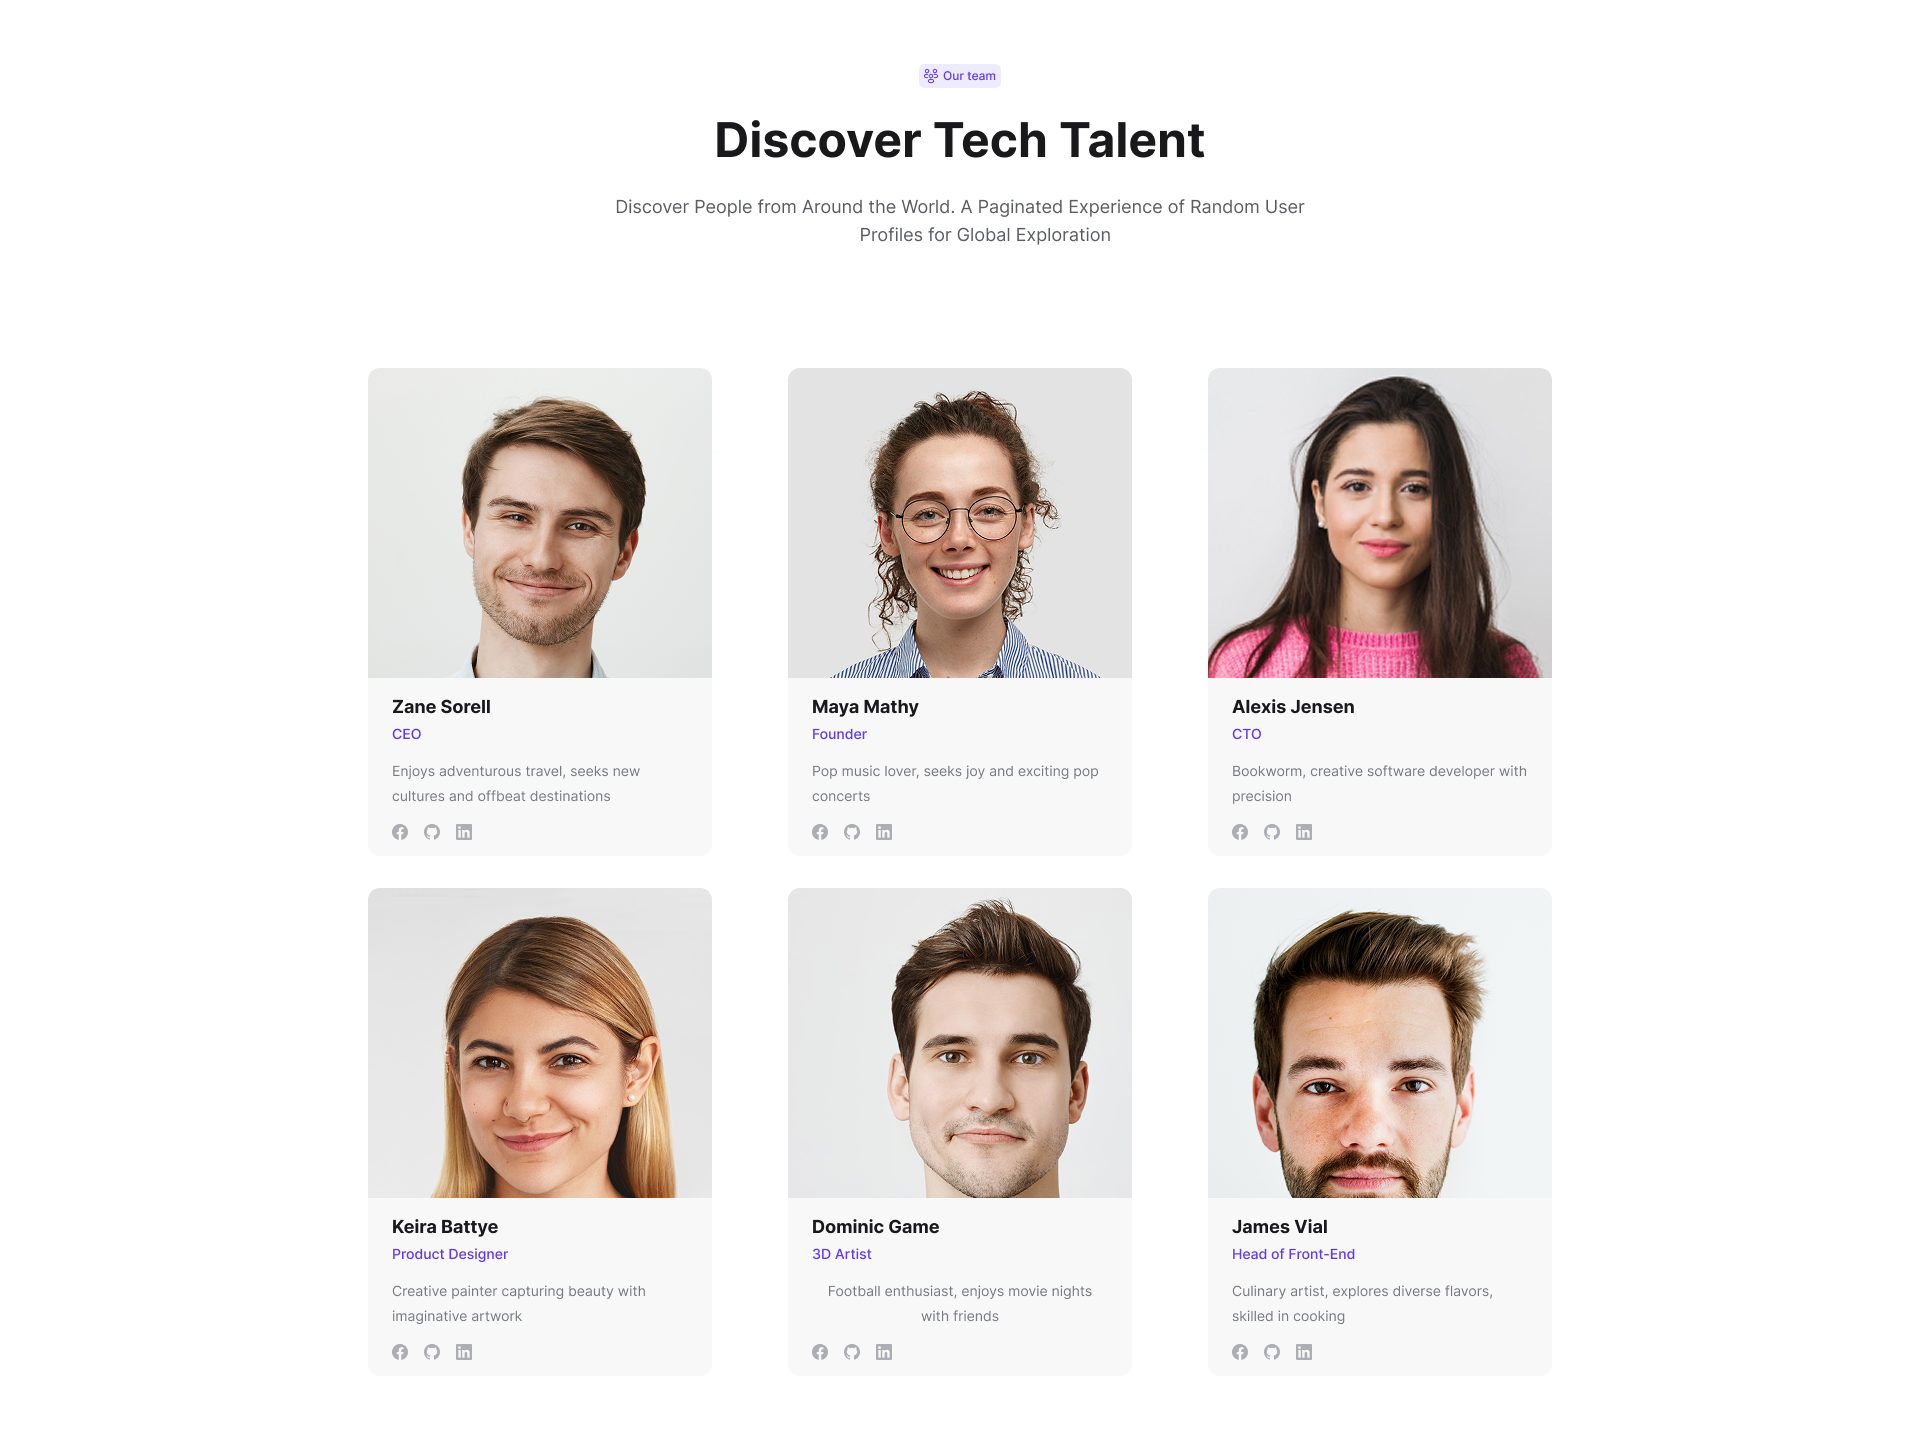 Our team
Discover Tech Talent
Discover People from Around the World. A Paginated Experience of Random User
Profiles for Global Exploration
Zane Sorell
CEO
Enjoys adventurous travel, seeks new
cultures and offbeat destinations
Maya Mathy
Founder
Pop music lover, seeks joy and exciting pop
concerts
Alexis Jensen
CTO
Bookworm, creative software developer with
precision
Keira Battye
Product Designer
Creative painter capturing beauty with
imaginative artwork
Dominic Game
3D Artist
Football enthusiast, enjoys movie nights
with friends
James Vial
Head of Front-End
Culinary artist, explores diverse flavors,
skilled in cooking